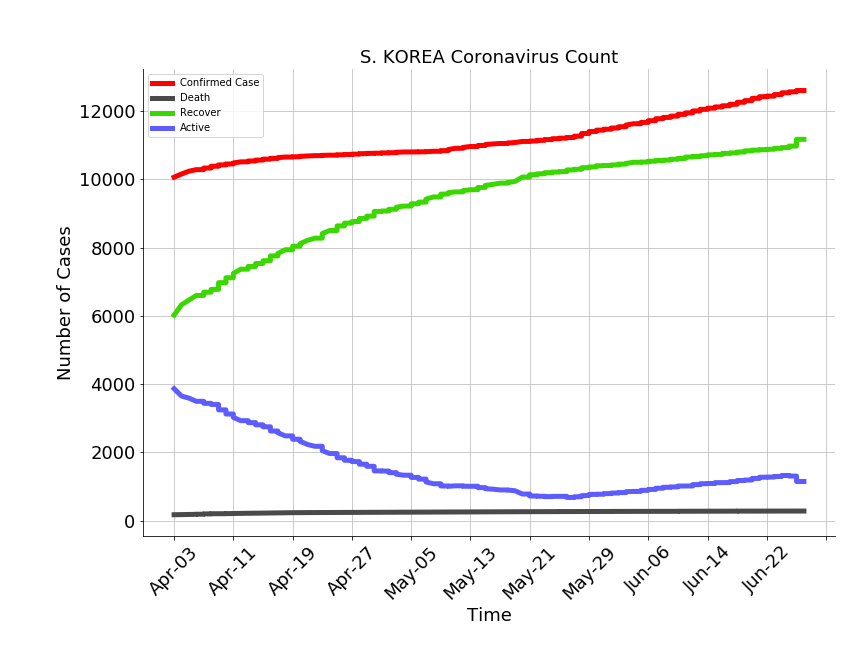 S. KOREA Coronavirus Count
Confirmed Case
Death
Recover
Active
12000
10000
8000
6000
4000
2000
0
Number of Cases
Apr-03
Apr-11
Apr-19
Apr-27
May-05
May-13
May-21
May-29
Jun-06
Jun-14
Jun-22
Time